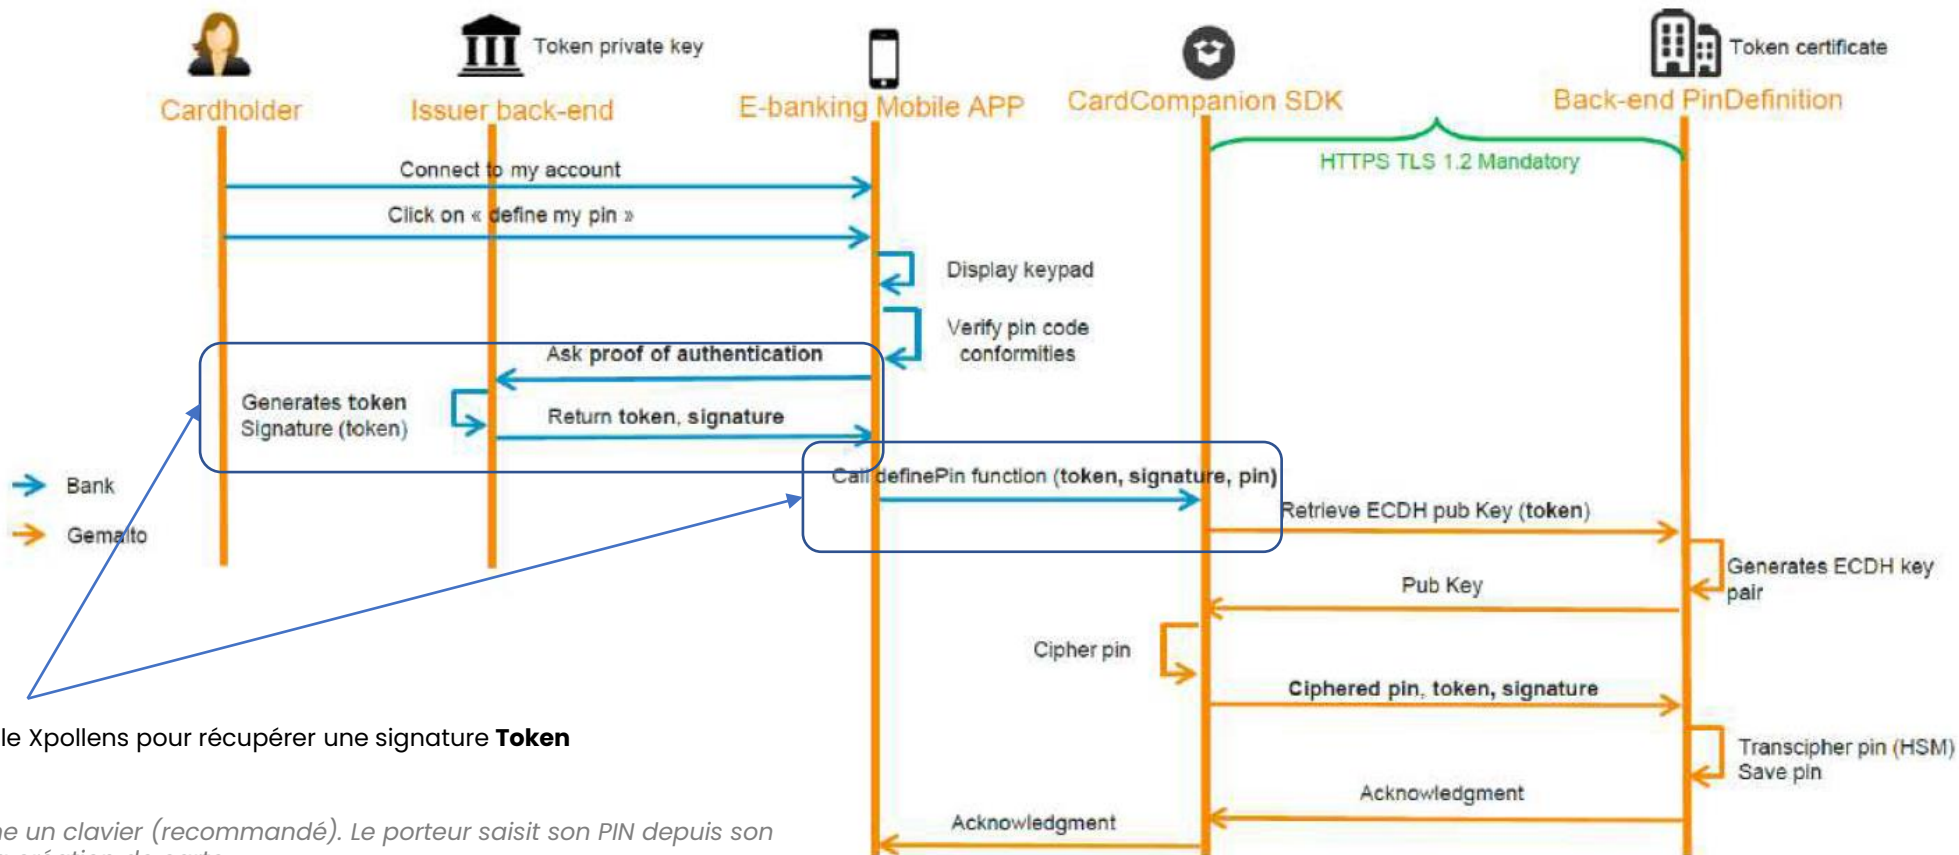 Token private key
Token certificate
Cardholder
Issuer back-end
E-banking Mobile APP
CardCompanion SDK
Back-end PinDefinition
HTTPS TLS 1.2 Mandatory
Connect to my account
Click on « define my pin »
Display keypad
Verify pin code
conformities
Ask proof of authentication
Generates token
Signature (token)
Return token, signature
Call definePin function (token, signature, pin)
Bank
Gemalto
Retrieve ECDH pub Key (token)
Generates ECDH key
pair
Pub Key
Cipher pin
Ciphered pin, token, signature
le Xpollens pour récupérer une signature Token
Transcipher pin (HSM)
Save pin
Acknowledgment
Acknowledgment
un clavier (recommandé). Le porteur saisit son PIN depuis son